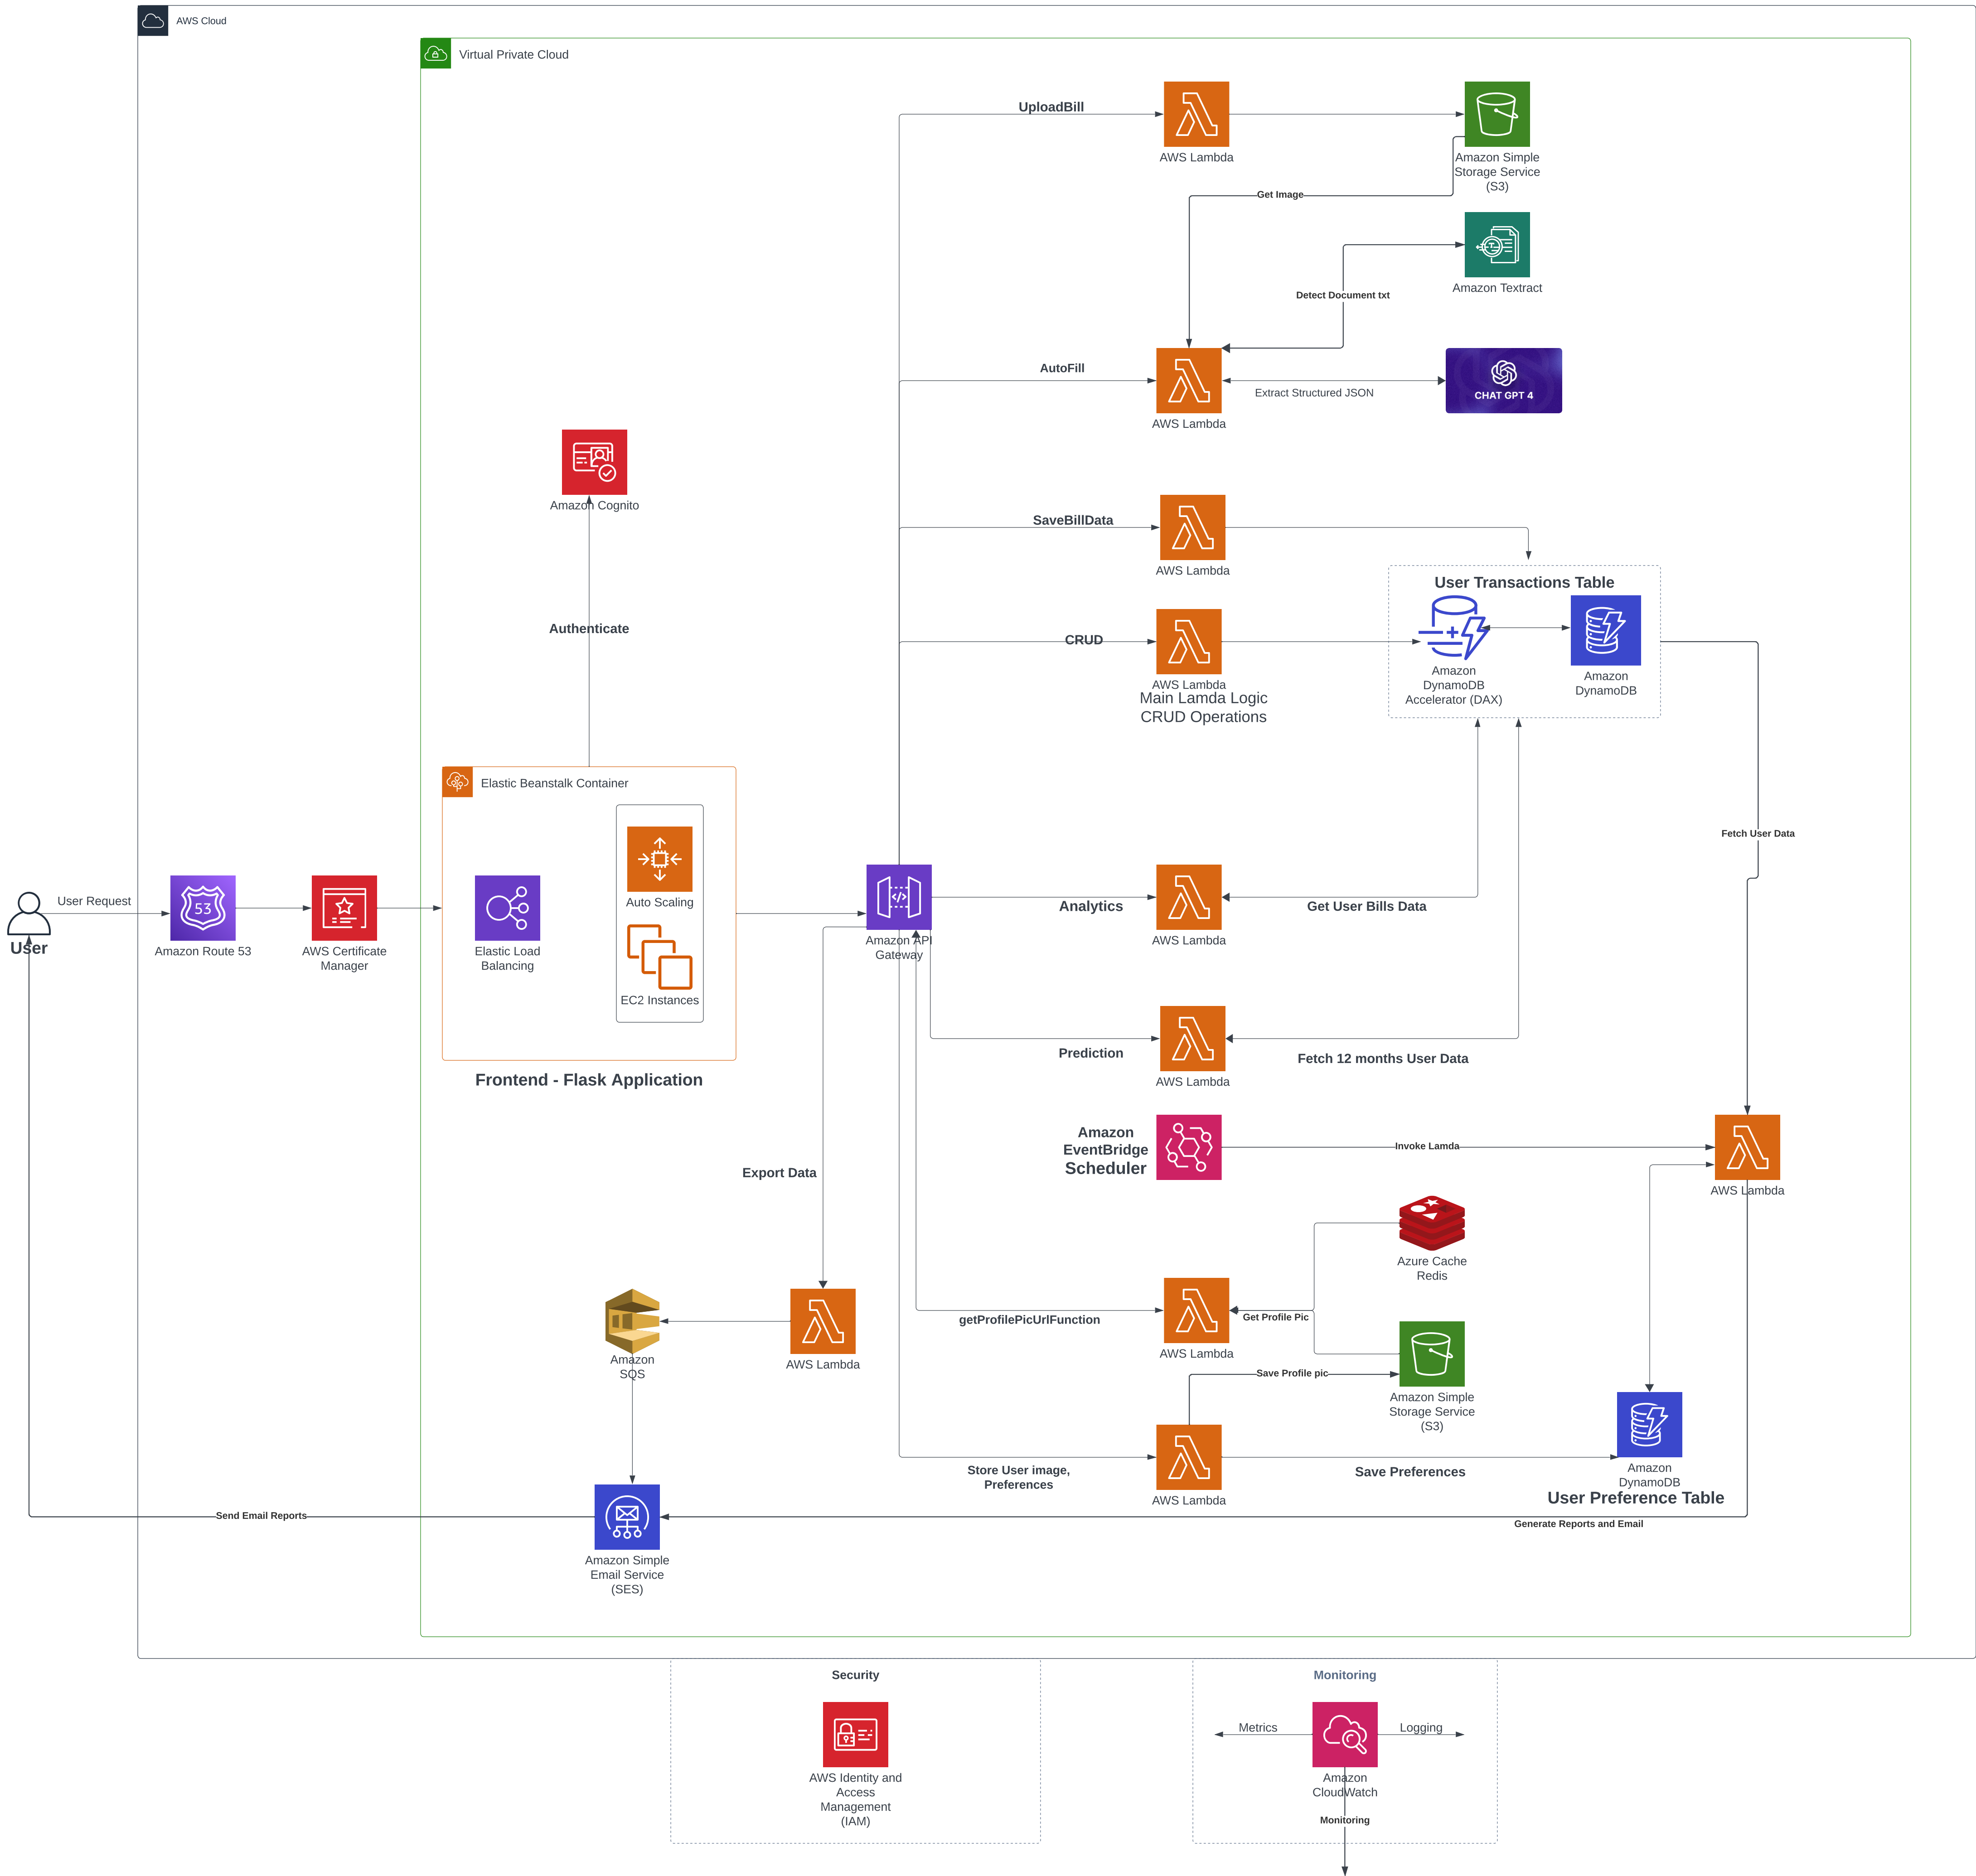 AWS Cloud
Virtual Private Cloud
UploadBill
AWS Lambda
Amazon Simple
Storage Service
(S3)
Get Image
Amazon Textract
Detect Document txt
AutoFill
AWS Lambda
Extract Structured JSON
CHAT GPT 4
Amazon Cognito
Authenticate
SaveBillData
AWS Lambda
User Transactions Table
CRUD
AWS Lambda
Main Lamda Logic
CRUD Operations
Amazon
DynamoDB
Accelerator (DAX)
Amazon
DynamoDB
Fetch User Data
Elastic Beanstalk Container
Auto Scaling
EC2 Instances
Elastic Load
Balancing
Frontend - Flask Application
User Request
User
53
Amazon Route 53
AWS Certificate
Manager
Amazon API
Gateway
Analytics
AWS Lambda
Get User Bills Data
Prediction
AWS Lambda
Fetch 12 months User Data
Amazon
EventBridge
Scheduler
Invoke Lamda
AWS Lambda
Export Data
Azure Cache
Redis
Amazon
SQS
AWS Lambda
getProfilePicUrlFunction
AWS Lambda
Get Profile Pic
Save Profile pic
Amazon Simple
Storage Service
(S3)
Store User image,
Preferences
AWS Lambda
Save Preferences
Amazon
DynamoDB
User Preference Table
Send Email Reports
Generate Reports and Email
Amazon Simple
Email Service
(SES)
Security
AWS Identity and
Access
Management
(IAM)
Monitoring
Metrics
Logging
Amazon
CloudWatch
Monitoring